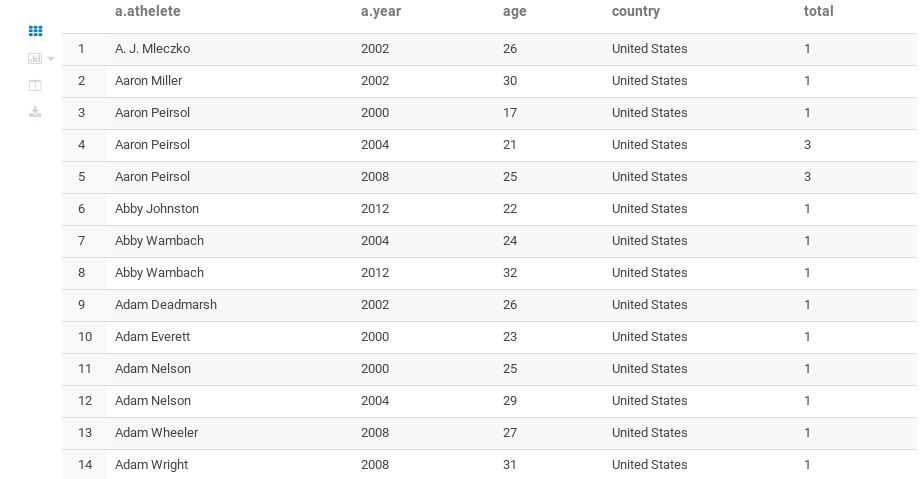 a.athelete a.year age country total
1 A. J. Mleczko 2002 26 United States 1
2 Aaron Miller 2002 30 United States 1
3 Aaron Peirsol 2000 17 United States 1
4 Aaron Peirsol 2004 21 United States 3
5 Aaron Peirsol 2008 25 United States 3
6 Abby Johnston 2012 22 United States 1
7 Abby Wambach 2004 24 United States 1
8 Abby Wambach 2012 32 United States 1
9 Adam Deadmarsh 2002 26 United States 1
10 Adam Everett 2000 23 United States 1
11 Adam Nelson 2000 25 United States 1
12 Adam Nelson 2004 29 United States 1
13 Adam Wheeler 2008 27 United States 1
14 Adam Wright 2008 31 United States 1